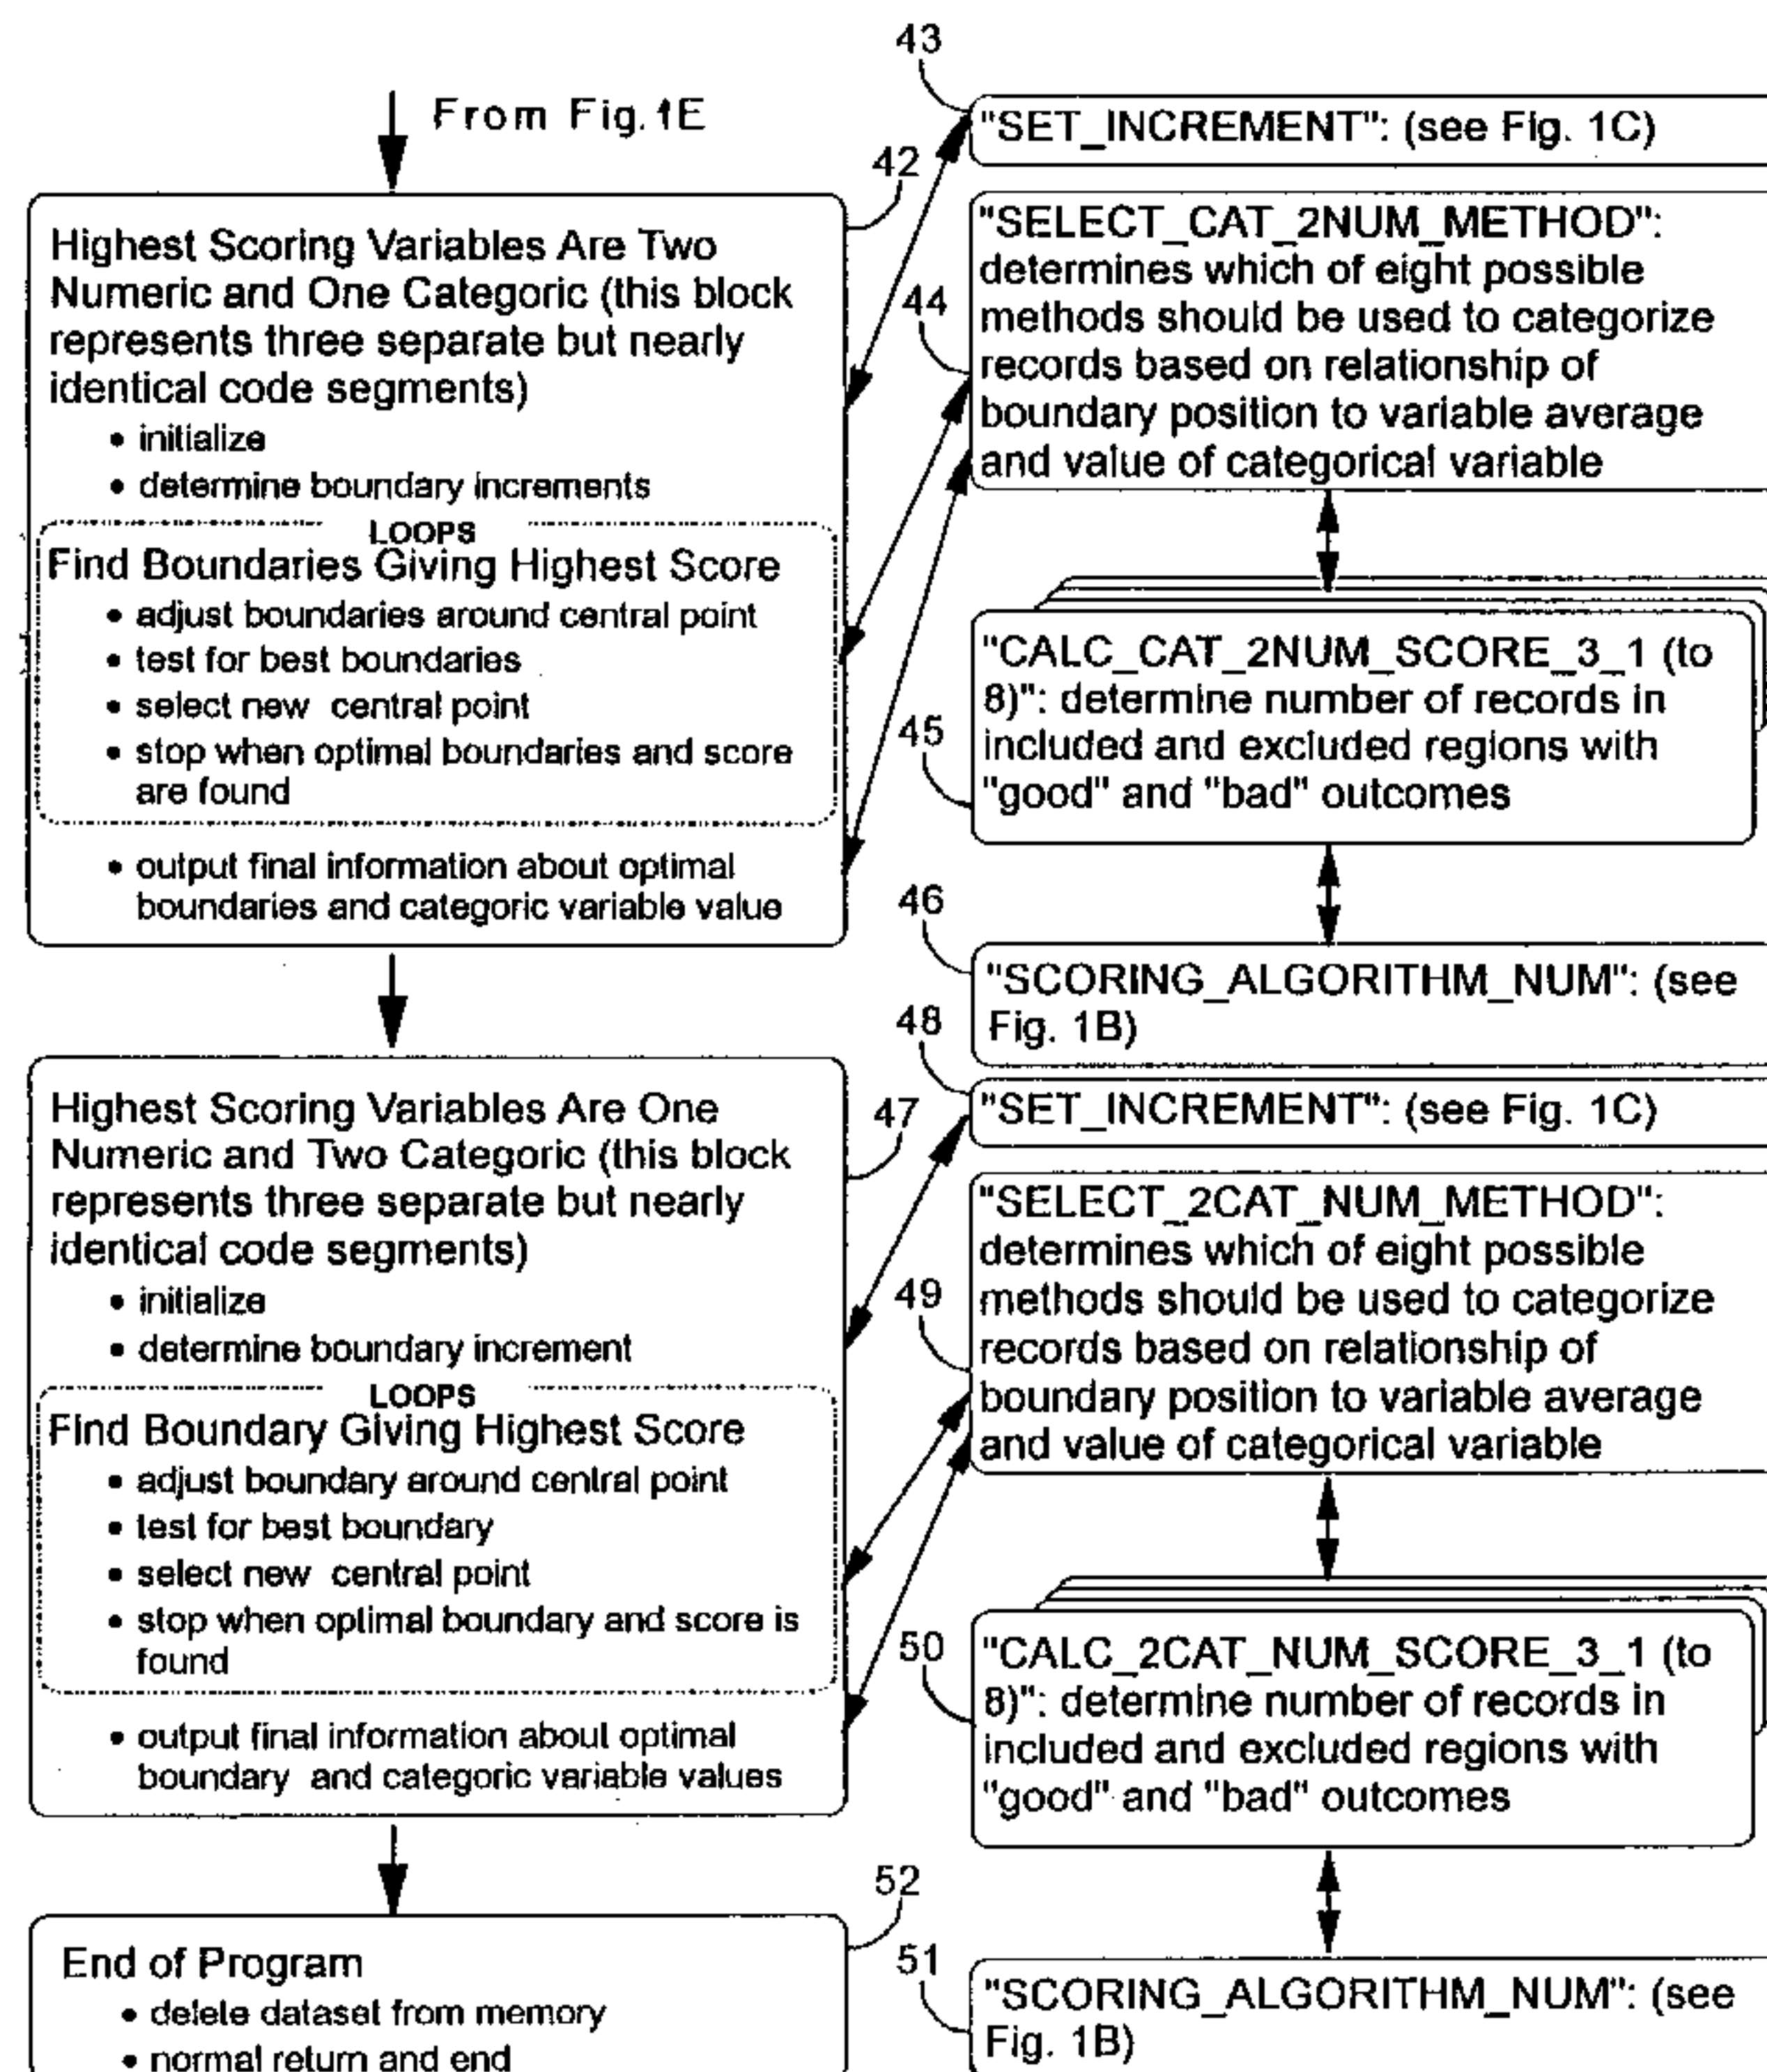 From Fig. 1E
42
Highest Scoring Variables Are Two
Numeric and One Categoric (this block
represents three separate but nearly
identical code segments)
• initialize
• determine boundary increments
LOOPS
Find Boundaries Giving Highest Score
• adjust boundaries around central point
• test for best boundaries
• select new central point
• stop when optimal boundaries and score
are found
• output final information about optimal
boundaries and categoric variable value
43
"SET_INCREMENT": (see Fig. 1C)
44
"SELECT_CAT_2NUM_METHOD":
determines which of eight possible
methods should be used to categorize
records based on relationship of
boundary position to variable average
and value of categorical variable
45
"CALC_CAT_2NUM_SCORE_3_1 (to
8)": determine number of records in
included and excluded regions with
"good" and "bad" outcomes
46
"SCORING_ALGORITHM_NUM": (see
Fig. 1B)
47
Highest Scoring Variables Are One
Numeric and Two Categoric (this block
represents three separate but nearly
identical code segments)
• initialize
• determine boundary increment
LOOPS
Find Boundary Giving Highest Score
• adjust boundary around central point
• test for best boundary
• select new central point
• stop when optimal boundary and score is
found
• output final information about optimal
boundary and categoric variable values
48
"SET_INCREMENT": (see Fig. 1C)
49
"SELECT_2CAT_NUM_METHOD":
determines which of eight possible
methods should be used to categorize
records based on relationship of
boundary position to variable average
and value of categorical variable
50
"CALC_2CAT_NUM_SCORE_3_1 (to
8)": determine number of records in
included and excluded regions with
"good" and "bad" outcomes
51
"SCORING_ALGORITHM_NUM": (see
Fig. 1B)
52
End of Program
• delete dataset from memory
• normal return and end